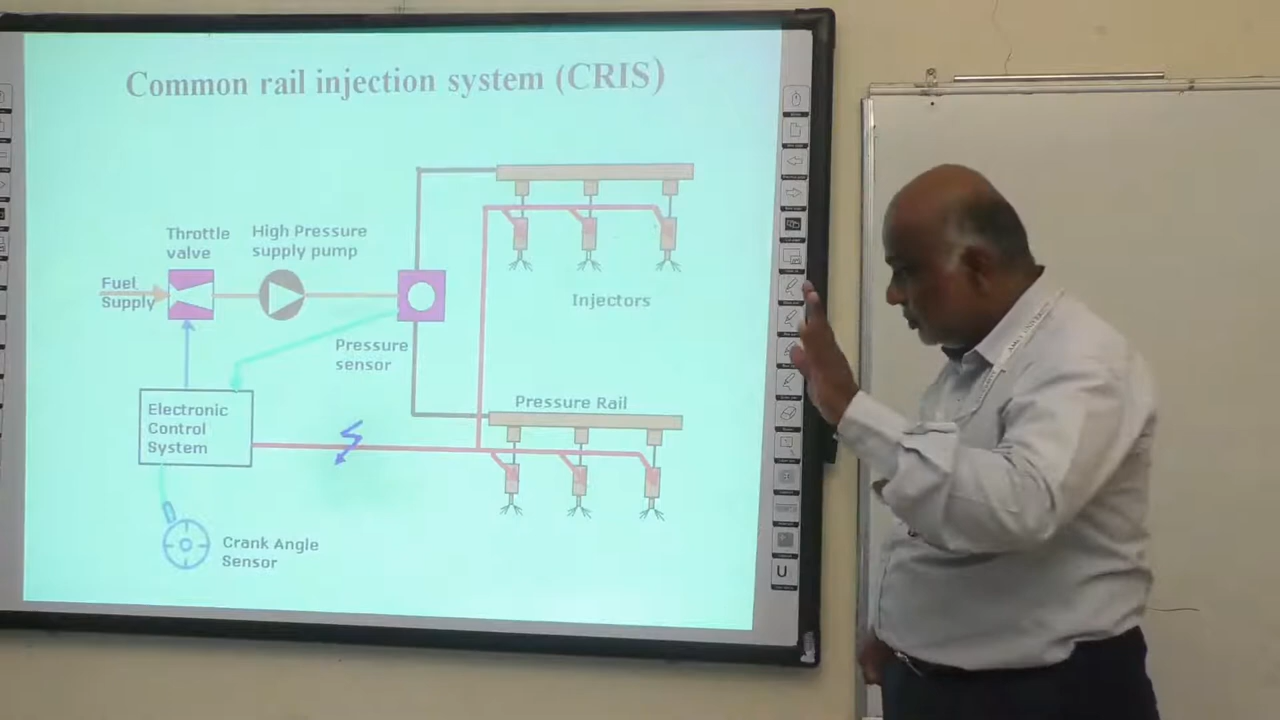 Common rail injection system (CRIS)
Throttle
valve
High Pressure
supply pump
Fuel
Supply
Injectors
Pressure
sensor
Pressure Rail
Electronic
Control
System
Crank Angle
Sensor
U